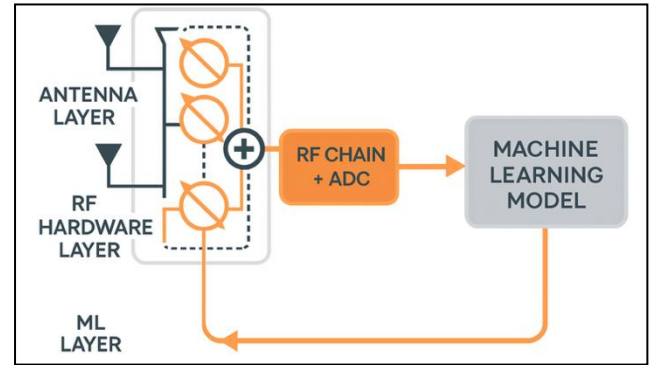 ANTENNA
LAYER
RF
HARDWARE
LAYER
ML
LAYER
RF CHAIN
+ ADC
MACHINE
LEARNING
MODEL